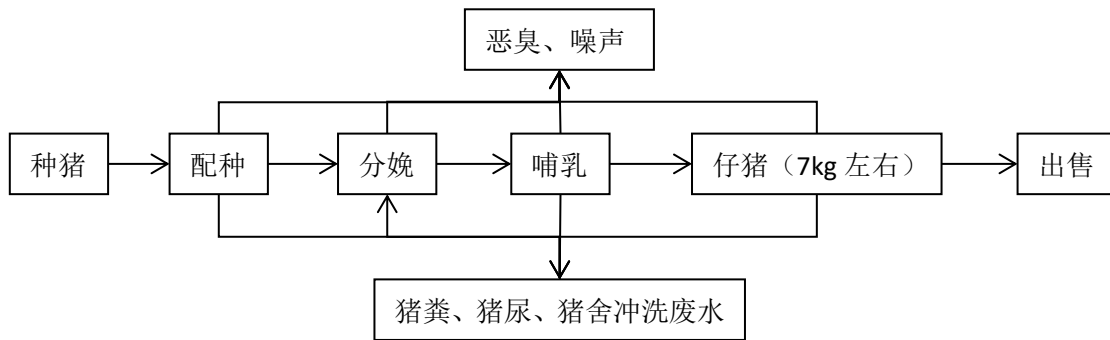 恶臭、噪声
种猪
配种
分娩
哺乳
仔猪（7kg 左右）
出售
猪粪、猪尿、猪舍冲洗废水